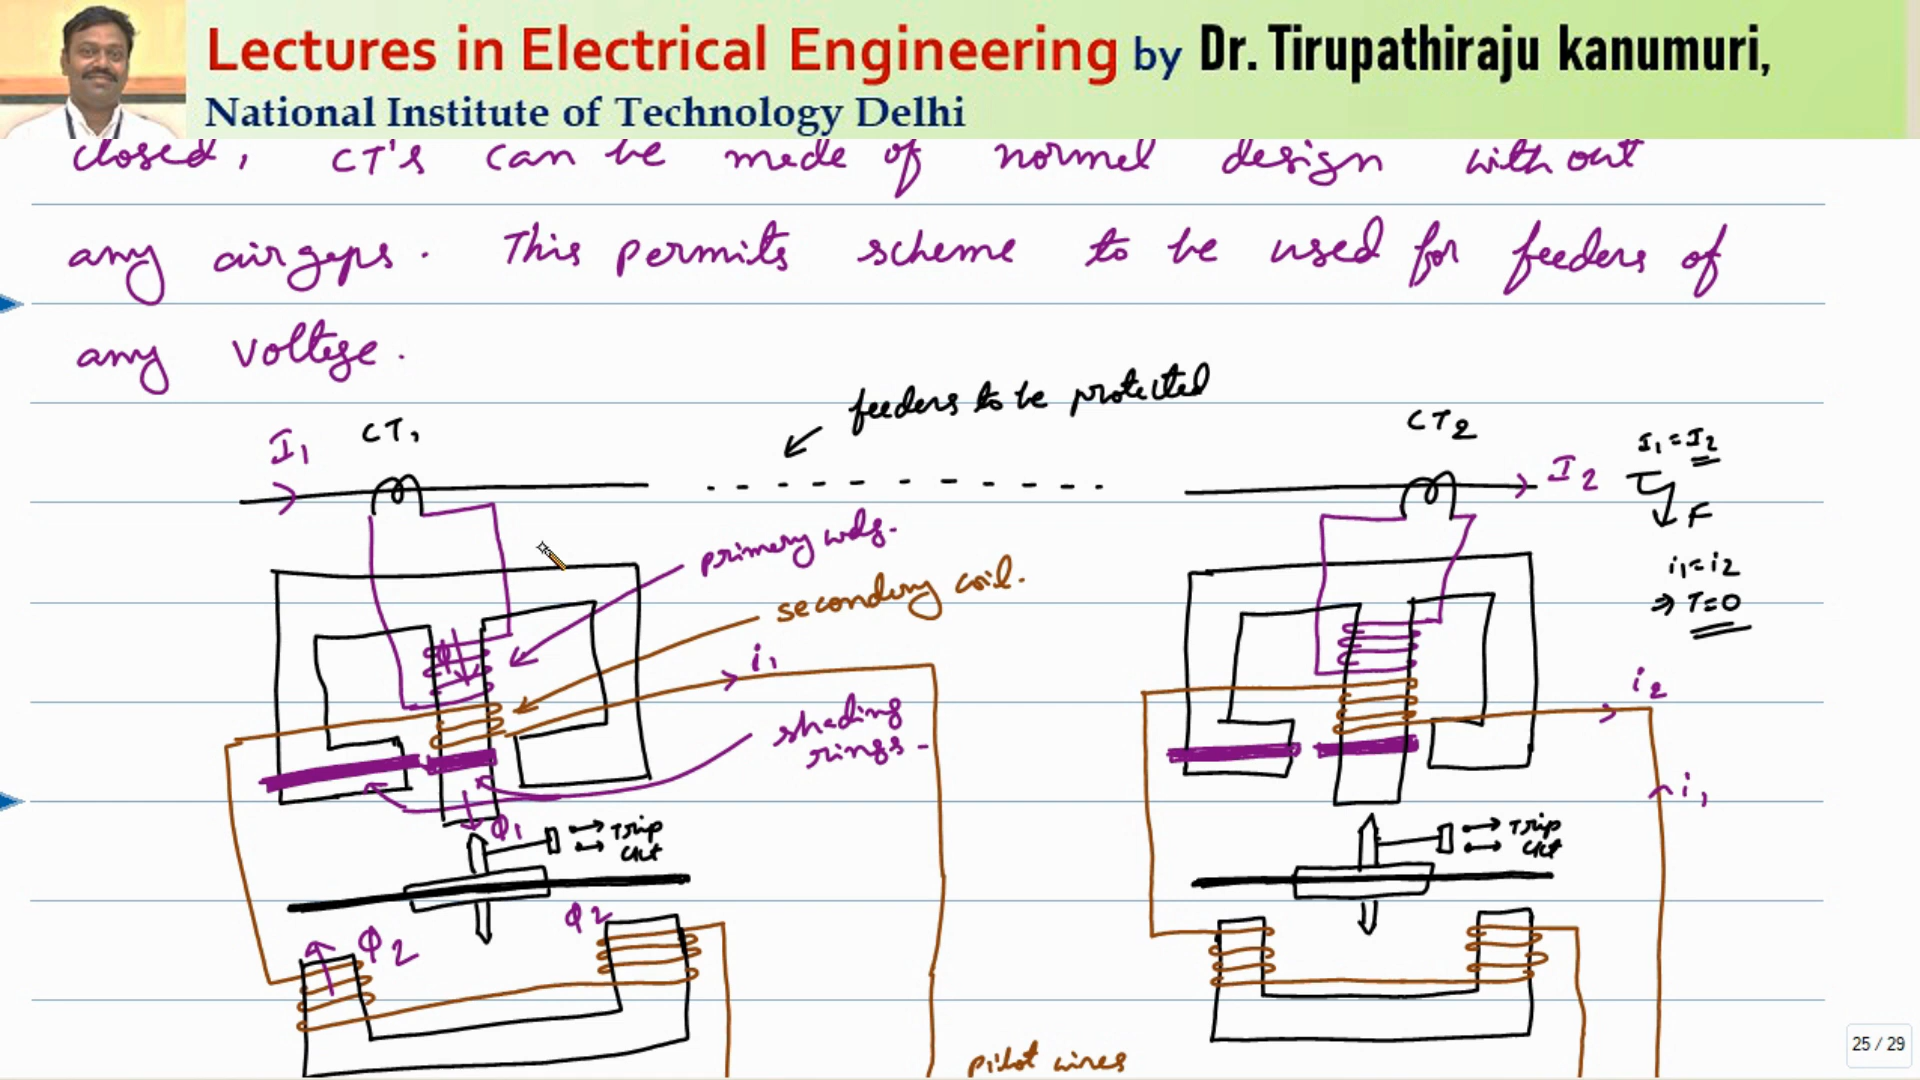 Lectures in Electrical Engineering by Dr. Tirupathiraju kanumuri,
National Institute of Technology Delhi
closed, CT's can be made of normal design without
any airgaps. This permits scheme to be used for feeders of
any voltage.
feeders to be protected
I1
CT1
CT2
I1 = I2
I2
F
primary wdg.
i1 = i2
secondary coil.
⇒ T=0
i1
i2
shading
rings
i1
Φ1
Trip
Ckt
Trip
Ckt
Φ2
Φ2
pilot wires
25 / 29